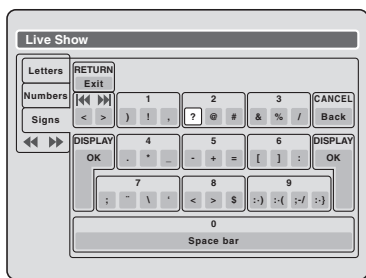 Live Show
Letters
Numbers
Signs
RETURN
Exit
< >
1
) ! ,
2
? @ #
3
& % /
CANCEL
Back
DISPLAY
OK
4
. * _
5
- + =
6
[ ] :
DISPLAY
OK
7
; ¨ \ '
8
< > $
9
:-) :-( ;-/ :-}
0
Space bar